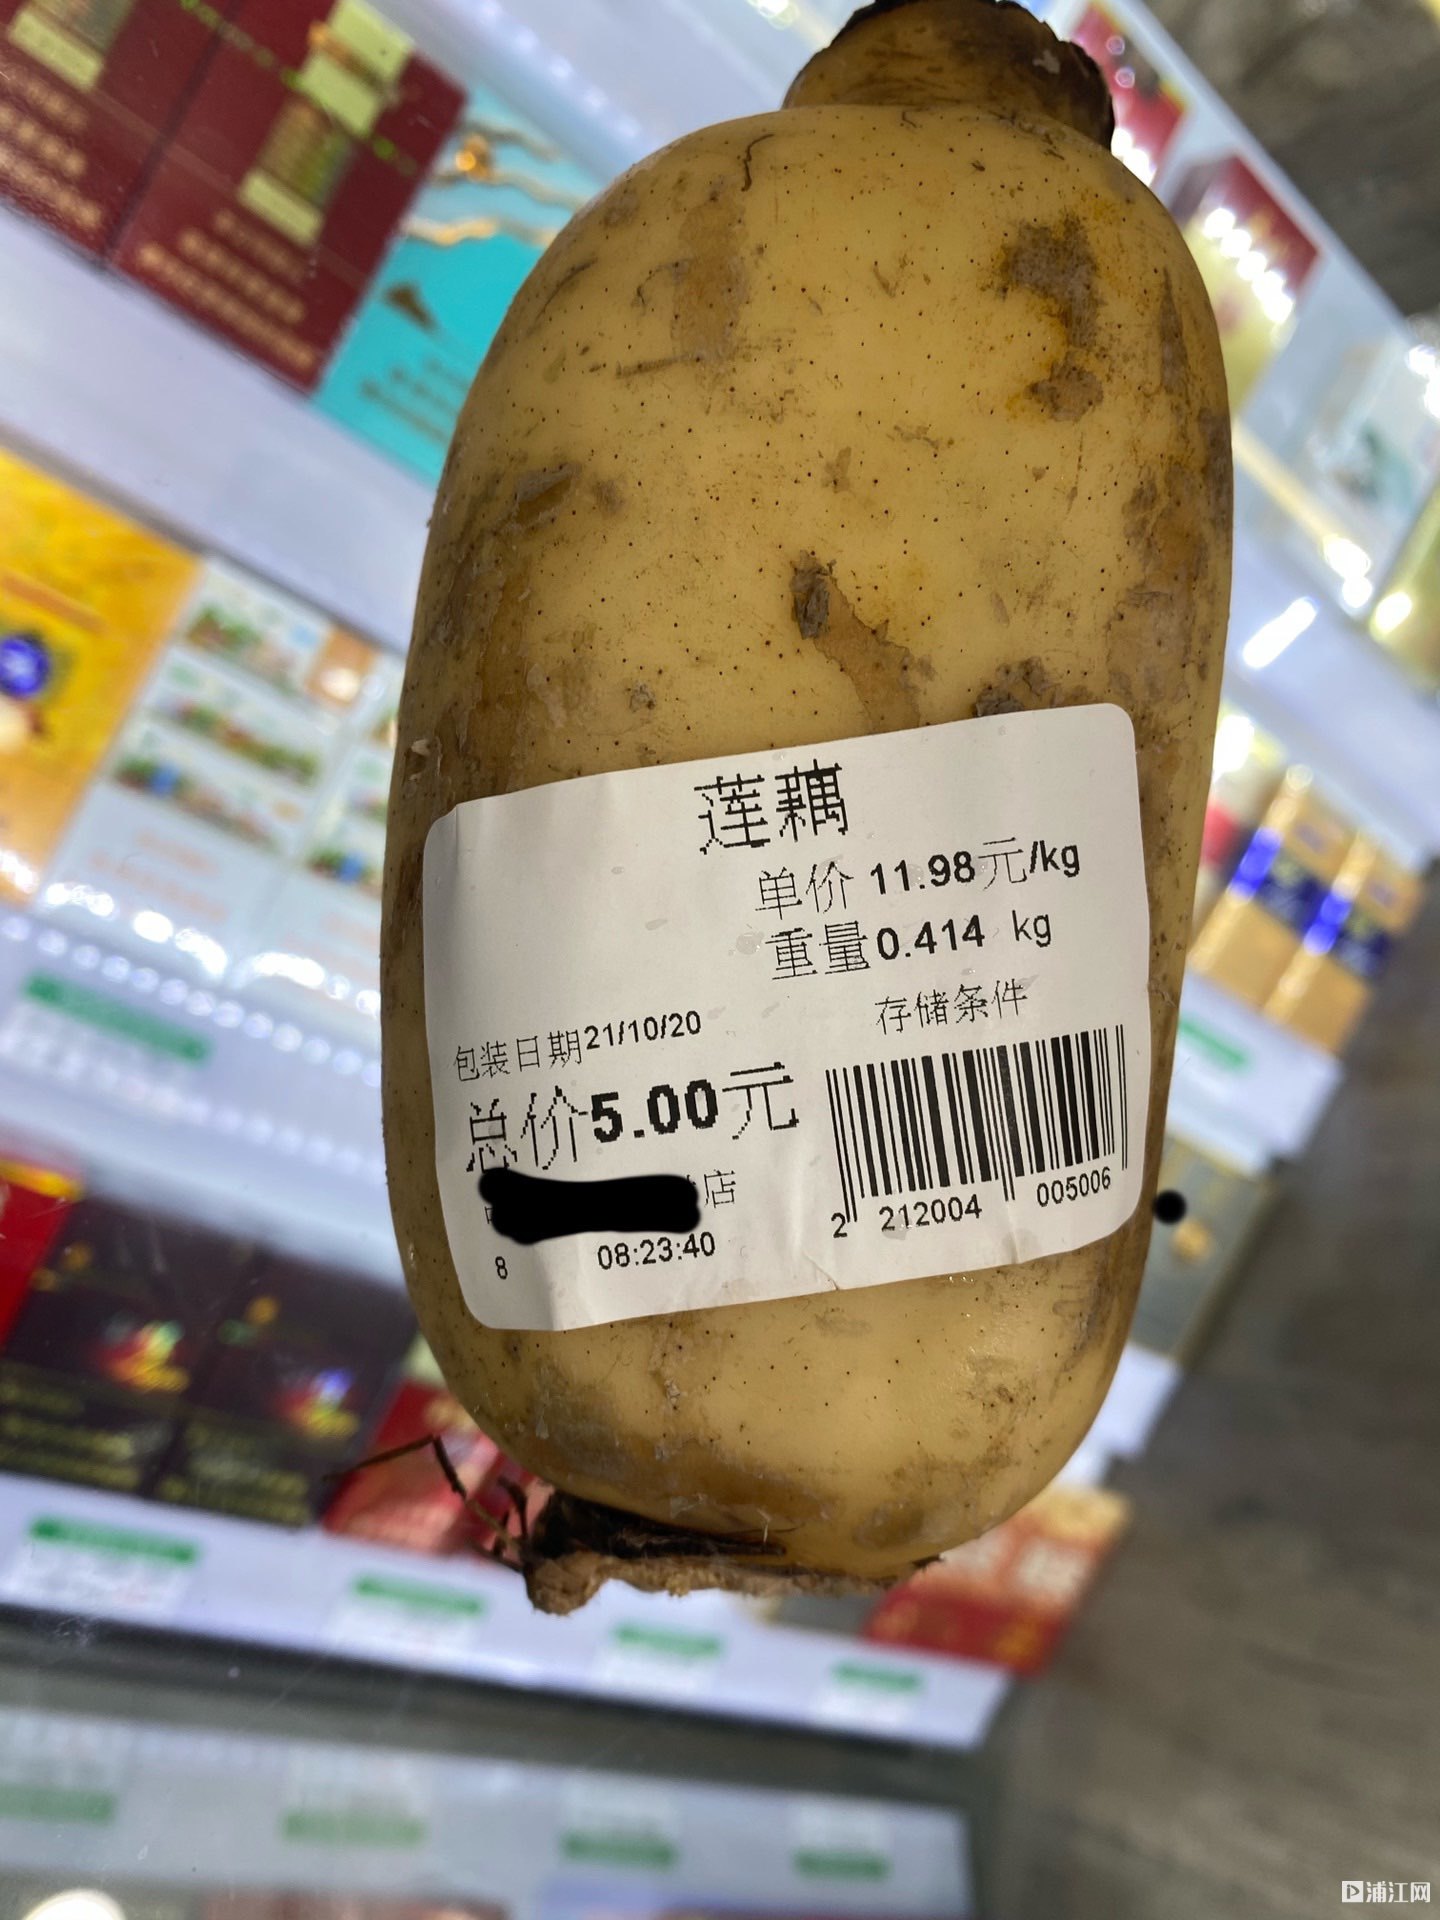 莲藕
单价 11.98元/kg
重量0.414 kg
存储条件
包装日期21/10/20
总价5.00元
店
8 08:23:40
2 212004 005006
浦江网